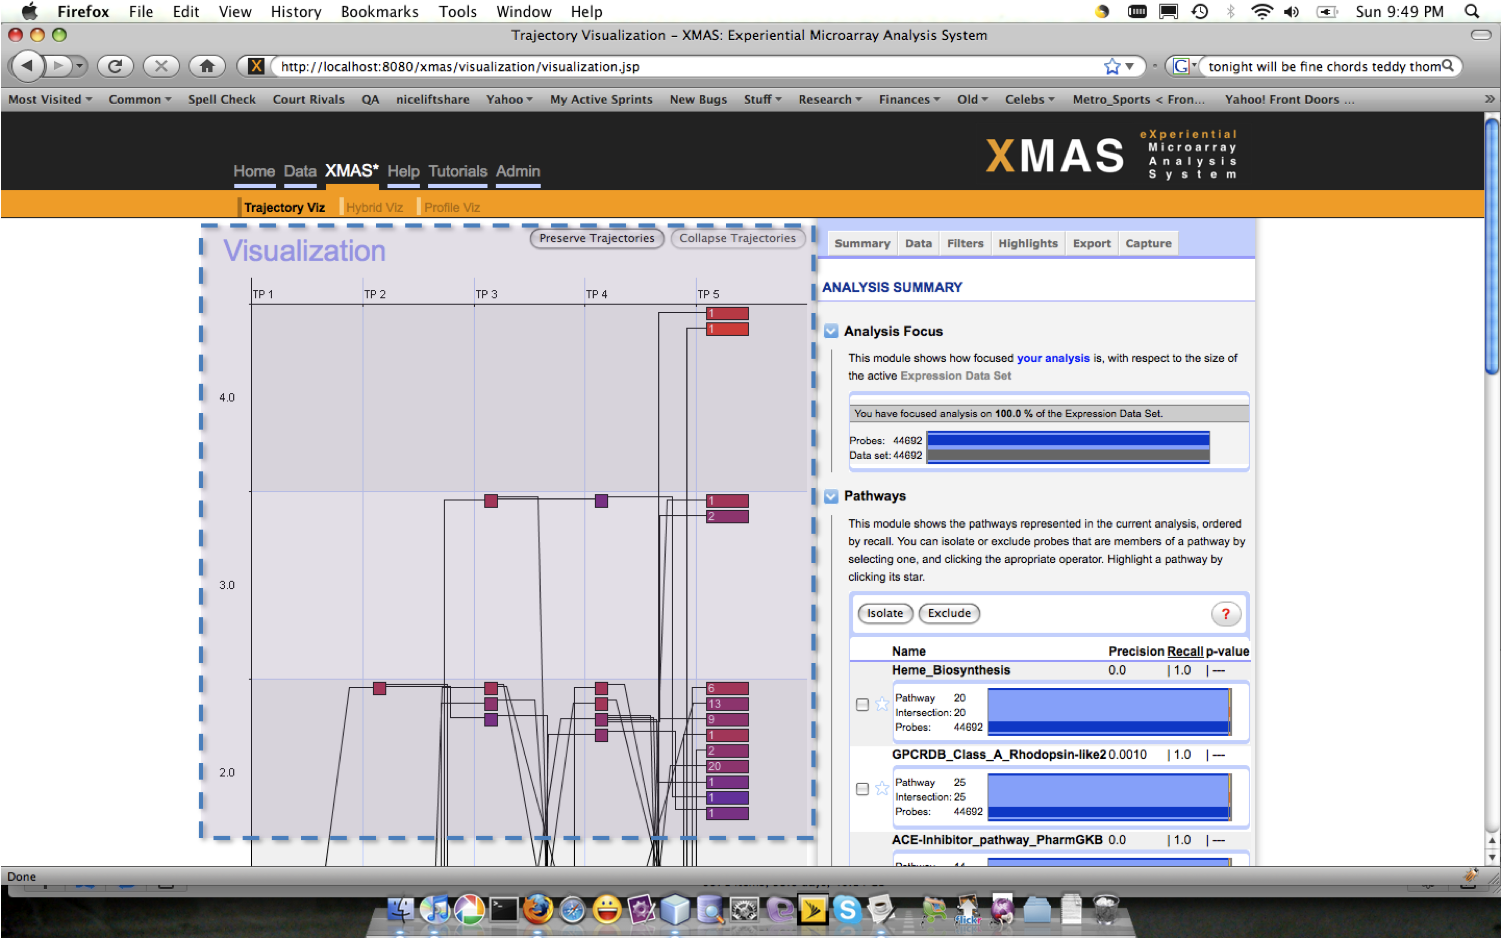 Firefox File Edit View History Bookmarks Tools Window Help Sun 9:49 PM
Trajectory Visualization – XMAS: Experiential Microarray Analysis System
X http://localhost:8080/xmas/visualization/visualization.jsp G tonight will be fine chords teddy thom
Most Visited Common Spell Check Court Rivals QA niceliftshare Yahoo My Active Sprints New Bugs Stuff Research Finances Old Celebs Metro_Sports < Fron... Yahoo! Front Doors ... »
XMAS
eXperiential
Microarray
Analysis
System
Home Data XMAS* Help Tutorials Admin
Trajectory Viz Hybrid Viz Profile Viz
Visualization
Preserve Trajectories Collapse Trajectories
TP 1 TP 2 TP 3 TP 4 TP 5
1
1
4.0
1
2
3.0
6
13
9
1
2
20
2.0
1
1
1
Summary Data Filters Highlights Export Capture
ANALYSIS SUMMARY
Analysis Focus
This module shows how focused your analysis is, with respect to the size of
the active Expression Data Set
You have focused analysis on 100.0 % of the Expression Data Set.
Probes: 44692
Data set: 44692
Pathways
This module shows the pathways represented in the current analysis, ordered
by recall. You can isolate or exclude probes that are members of a pathway by
selecting one, and clicking the apropriate operator. Highlight a pathway by
clicking its star.
Isolate Exclude ?
Name Precision Recall p-value
Heme_Biosynthesis 0.0 | 1.0 | ---
Pathway 20
Intersection: 20
Probes: 44692
GPCRDB_Class_A_Rhodopsin-like2 0.0010 | 1.0 | ---
Pathway 25
Intersection: 25
Probes: 44692
ACE-Inhibitor_pathway_PharmGKB 0.0 | 1.0 | ---
Done
flickr